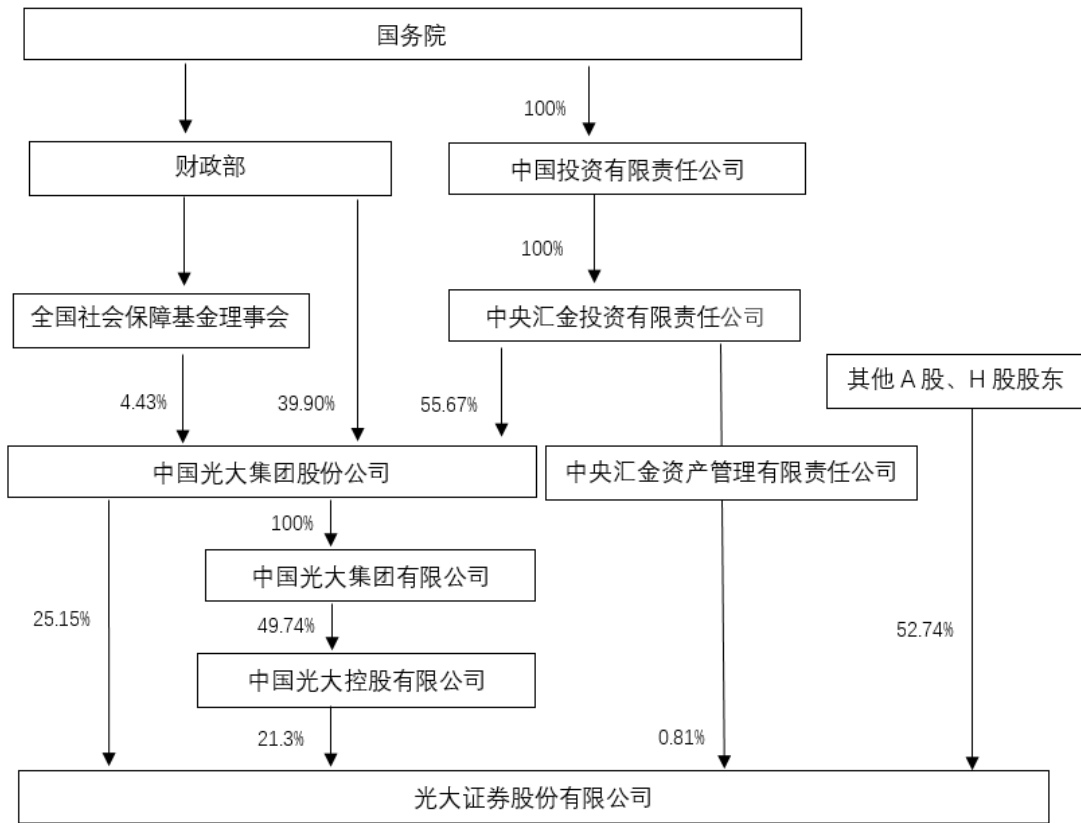 国务院
100%
财政部
中国投资有限责任公司
100%
全国社会保障基金理事会
中央汇金投资有限责任公司
其他 A 股、H 股股东
4.43%
39.90%
55.67%
中国光大集团股份公司
中央汇金资产管理有限责任公司
100%
中国光大集团有限公司
25.15%
49.74%
52.74%
中国光大控股有限公司
21.3%
0.81%
光大证券股份有限公司